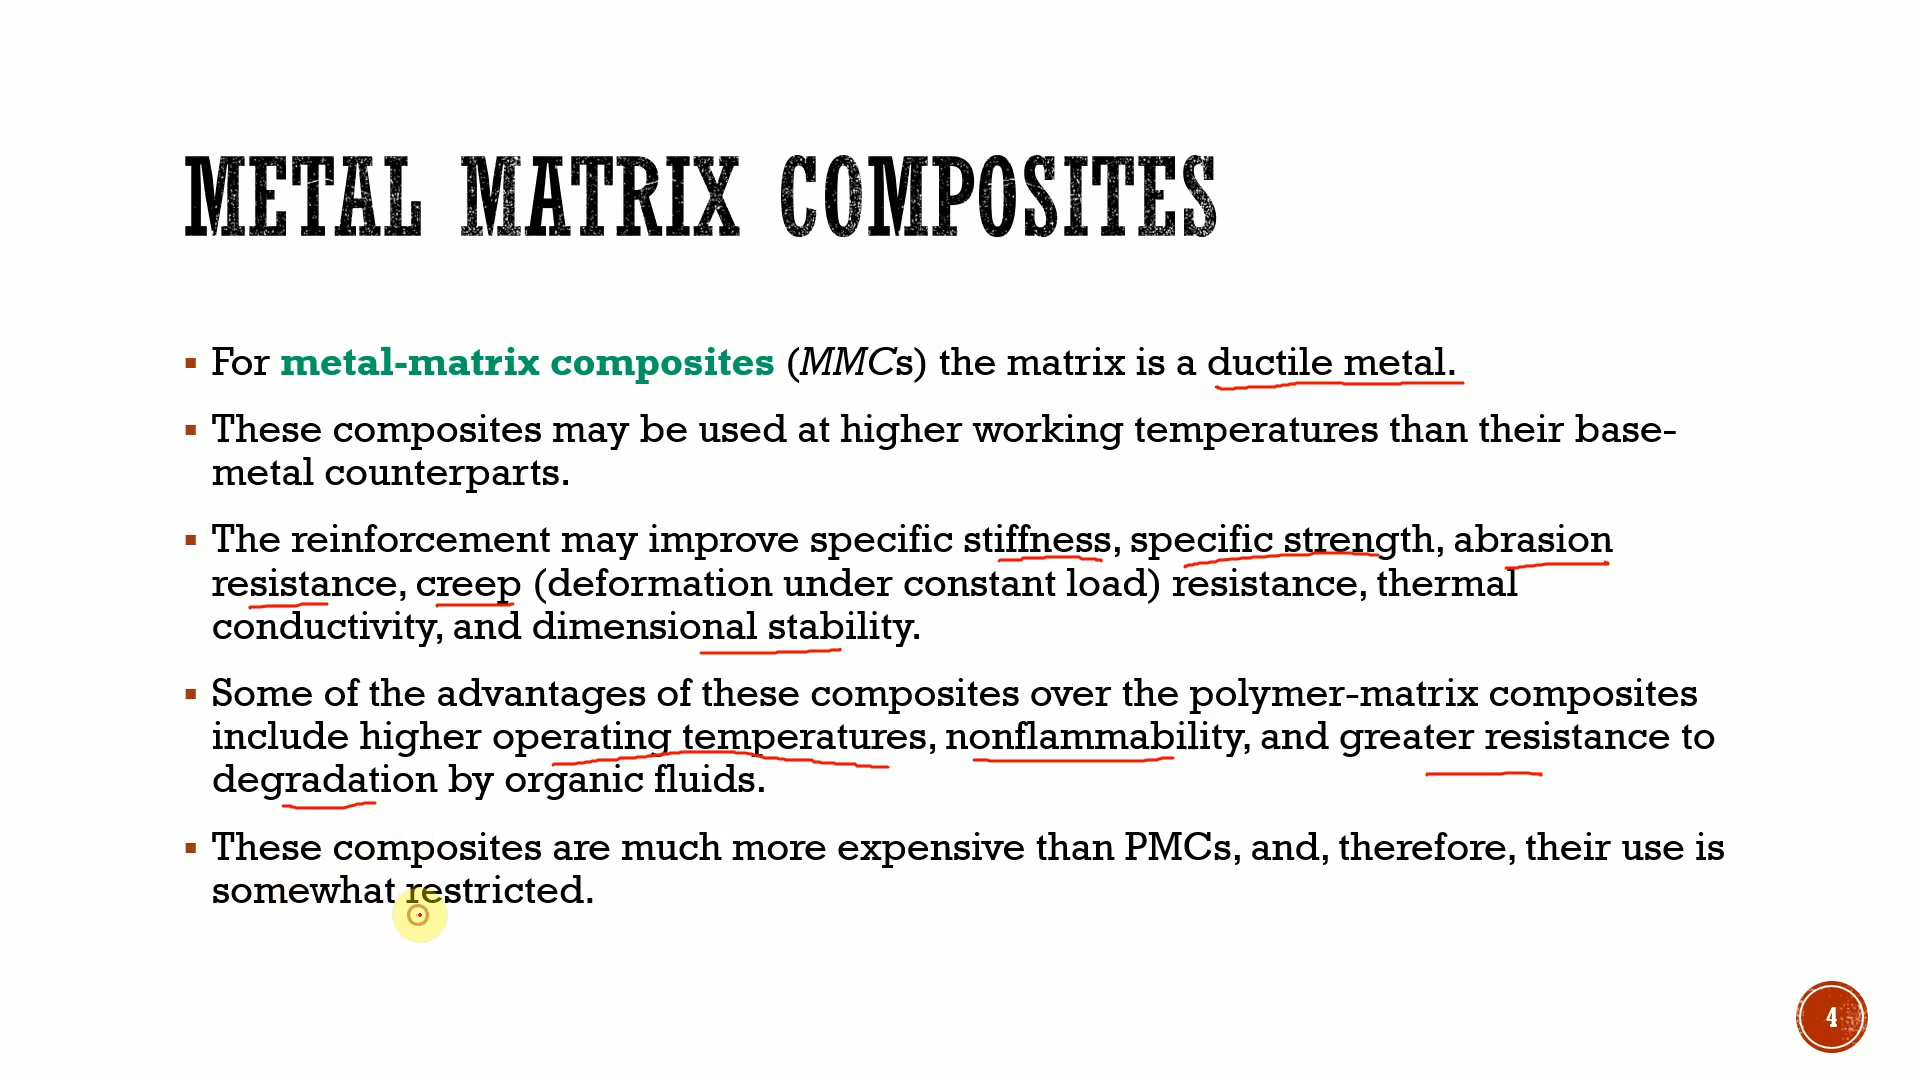 METAL MATRIX COMPOSITES
▪ For metal-matrix composites (MMCs) the matrix is a ductile metal.
▪ These composites may be used at higher working temperatures than their base-
metal counterparts.
▪ The reinforcement may improve specific stiffness, specific strength, abrasion
resistance, creep (deformation under constant load) resistance, thermal
conductivity, and dimensional stability.
▪ Some of the advantages of these composites over the polymer-matrix composites
include higher operating temperatures, nonflammability, and greater resistance to
degradation by organic fluids.
▪ These composites are much more expensive than PMCs, and, therefore, their use is
somewhat restricted.
4